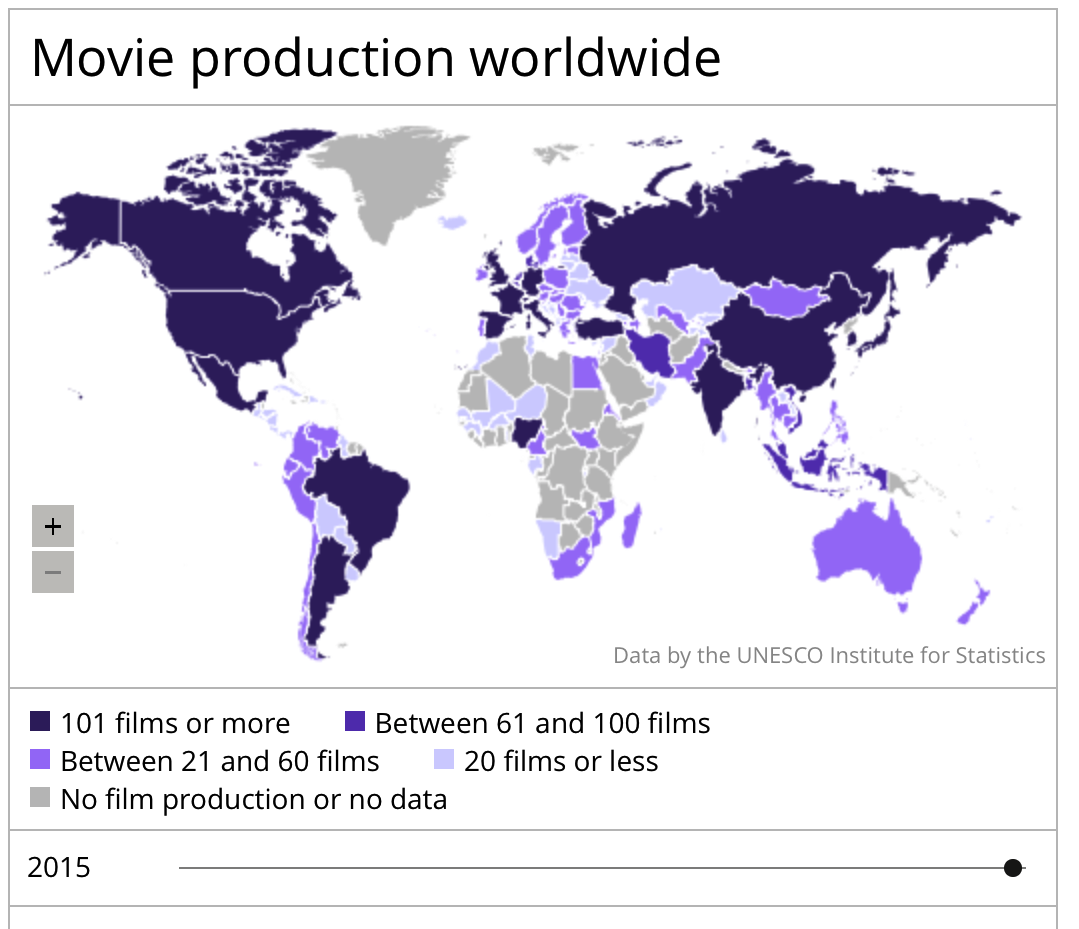 Movie production worldwide
+
−
Data by the UNESCO Institute for Statistics
101 films or more
Between 61 and 100 films
Between 21 and 60 films
20 films or less
No film production or no data
2015